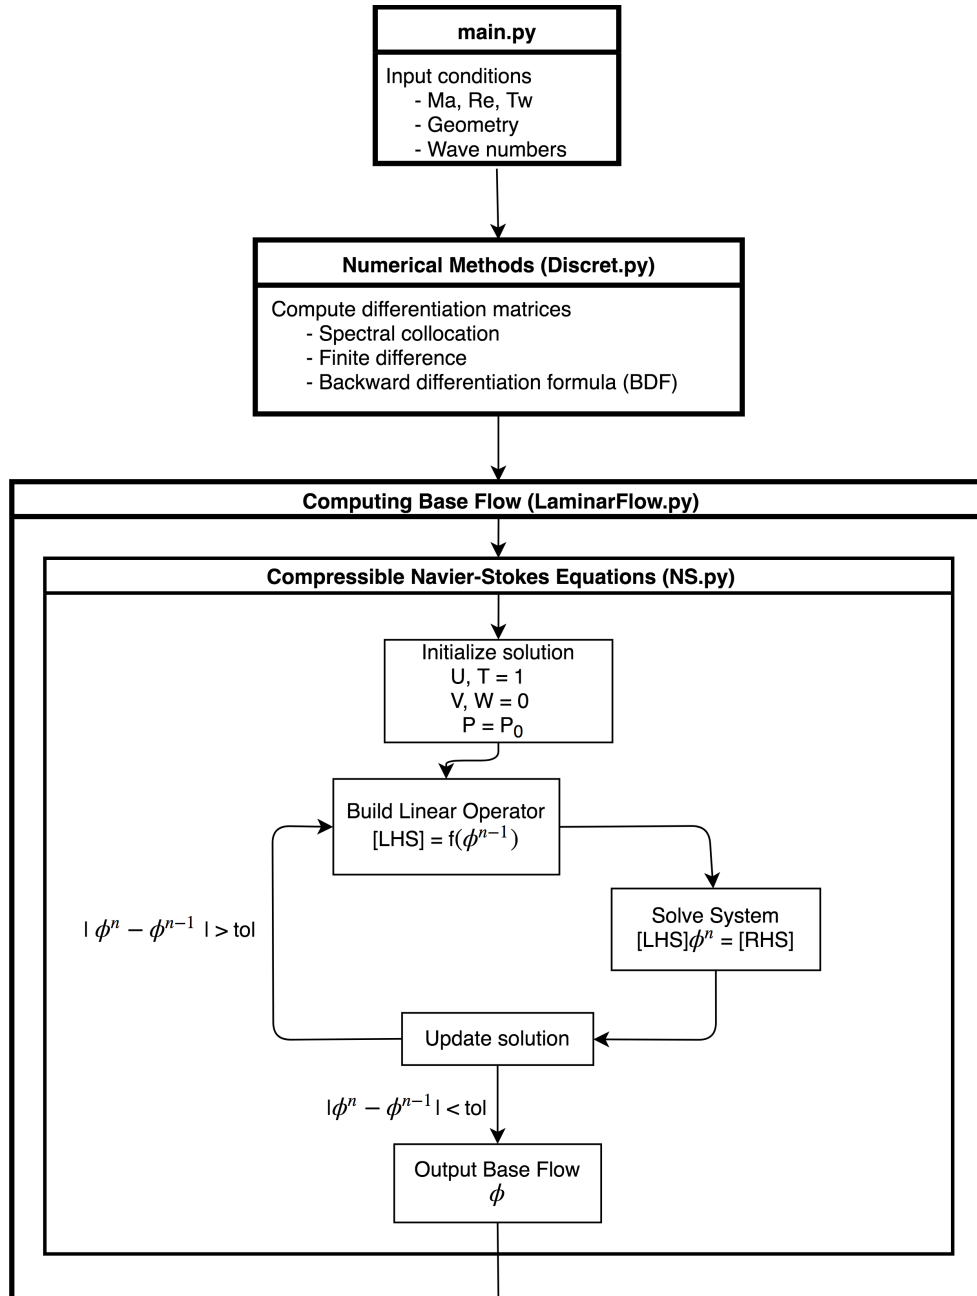 main.py
Input conditions
- Ma, Re, Tw
- Geometry
- Wave numbers
Numerical Methods (Discret.py)
Compute differentiation matrices
- Spectral collocation
- Finite difference
- Backward differentiation formula (BDF)
Computing Base Flow (LaminarFlow.py)
Compressible Navier-Stokes Equations (NS.py)
Initialize solution
U, T = 1
V, W = 0
P = P₀
Build Linear Operator
[LHS] = f(ϕⁿ⁻¹)
Solve System
[LHS]ϕⁿ = [RHS]
| ϕⁿ − ϕⁿ⁻¹ | > tol
Update solution
|ϕⁿ − ϕⁿ⁻¹| < tol
Output Base Flow
ϕ